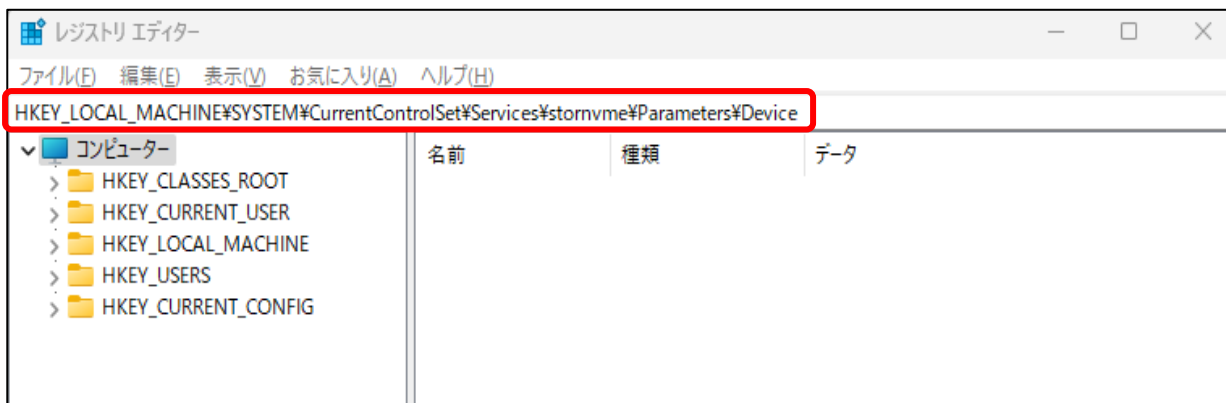 レジストリ エディター
ファイル(F) 編集(E) 表示(V) お気に入り(A) ヘルプ(H)
HKEY_LOCAL_MACHINE¥SYSTEM¥CurrentControlSet¥Services¥stornvme¥Parameters¥Device
コンピューター
HKEY_CLASSES_ROOT
HKEY_CURRENT_USER
HKEY_LOCAL_MACHINE
HKEY_USERS
HKEY_CURRENT_CONFIG
名前 種類 データ